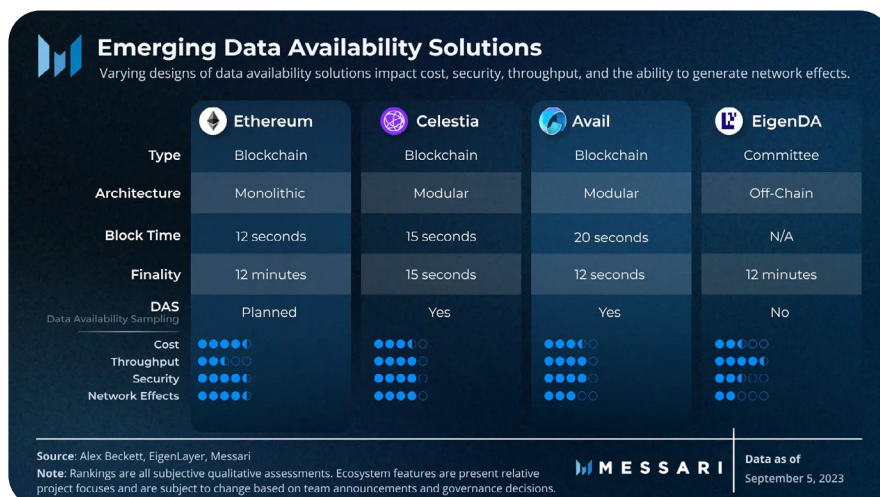 Emerging Data Availability Solutions
Varying designs of data availability solutions impact cost, security, throughput, and the ability to generate network effects.
Ethereum Celestia Avail EigenDA
Type Blockchain Blockchain Blockchain Committee
Architecture Monolithic Modular Modular Off-Chain
Block Time 12 seconds 15 seconds 20 seconds N/A
Finality 12 minutes 15 seconds 12 seconds 12 minutes
DAS Planned Yes Yes No
Data Availability Sampling
Cost
Throughput
Security
Network Effects
Source: Alex Beckett, EigenLayer, Messari
Note: Rankings are all subjective qualitative assessments. Ecosystem features are present relative
project focuses and are subject to change based on team announcements and governance decisions.
MESSARI
Data as of
September 5, 2023